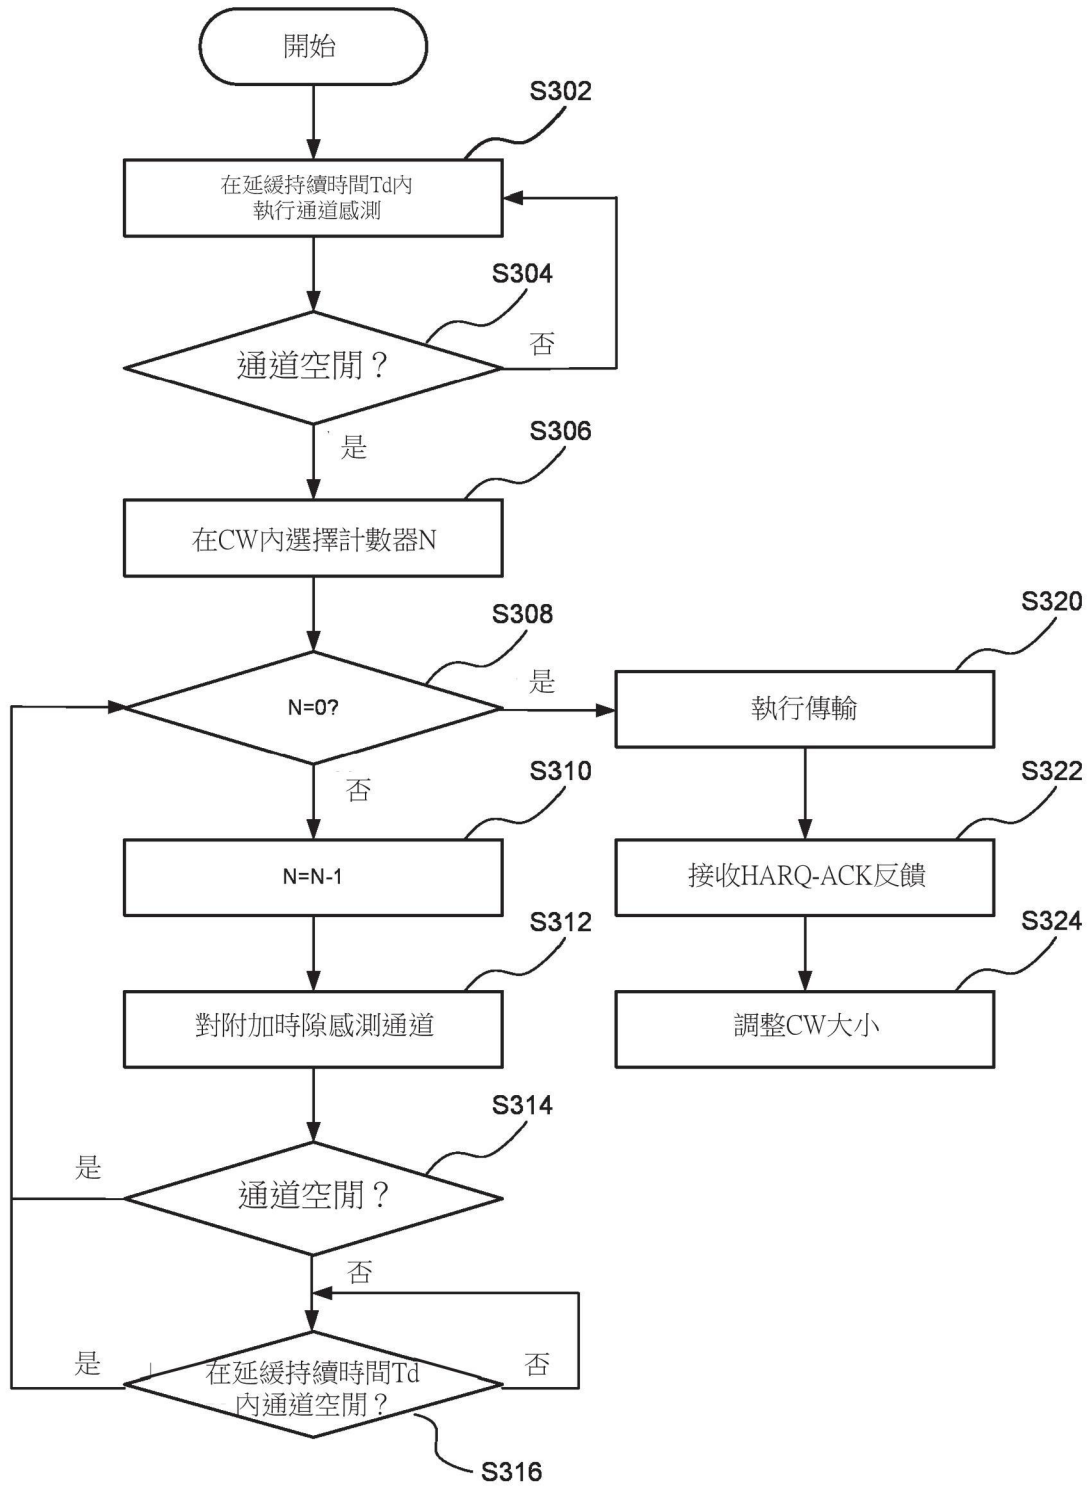 開始
S302
在延緩持續時間Td內
執行通道感測
S304
通道空閒？
否
是
S306
在CW內選擇計數器N
S308
N=0?
是
S320
執行傳輸
否
S310
N=N-1
S322
接收HARQ-ACK反饋
S312
對附加時隙感測通道
S324
調整CW大小
S314
是
通道空閒？
否
是
在延緩持續時間Td
內通道空閒？
否
S316